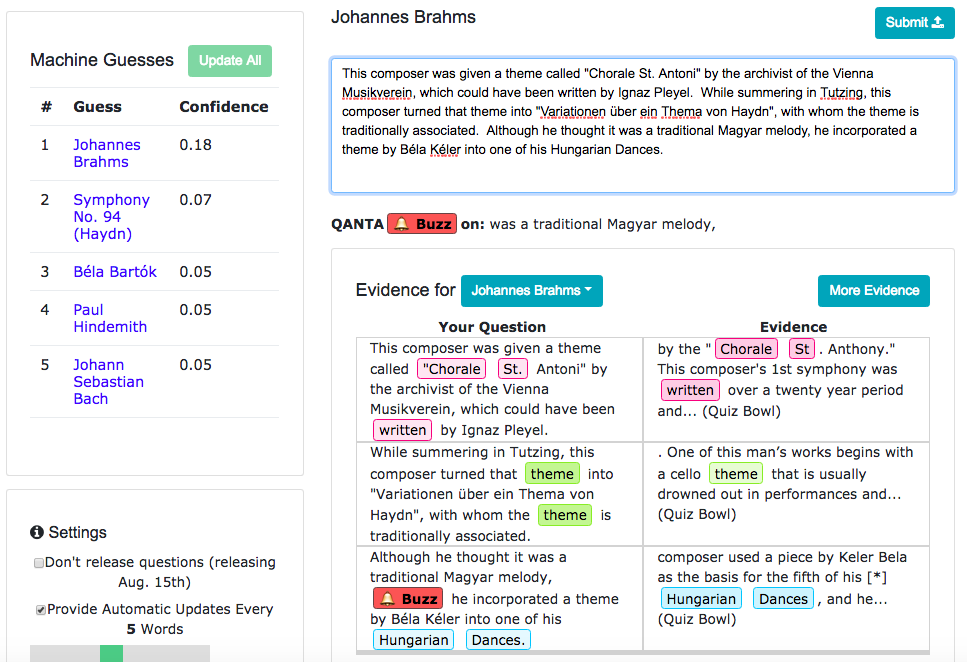 Machine Guesses Update All
# Guess Confidence
1 Johannes Brahms 0.18
2 Symphony No. 94 (Haydn) 0.07
3 Béla Bartók 0.05
4 Paul Hindemith 0.05
5 Johann Sebastian Bach 0.05
Settings
Don't release questions (releasing
Aug. 15th)
Provide Automatic Updates Every
5 Words
Johannes Brahms
Submit
This composer was given a theme called "Chorale St. Antoni" by the archivist of the Vienna
Musikverein, which could have been written by Ignaz Pleyel.  While summering in Tutzing, this
composer turned that theme into "Variationen über ein Thema von Haydn", with whom the theme is
traditionally associated.  Although he thought it was a traditional Magyar melody, he incorporated a
theme by Béla Kéler into one of his Hungarian Dances.
QANTA Buzz on: was a traditional Magyar melody,
Evidence for Johannes Brahms More Evidence
Your Question Evidence
This composer was given a theme
called "Chorale St. Antoni" by
the archivist of the Vienna
Musikverein, which could have been
written by Ignaz Pleyel.
by the " Chorale St . Anthony."
This composer's 1st symphony was
written over a twenty year period
and... (Quiz Bowl)
While summering in Tutzing, this
composer turned that theme into
"Variationen über ein Thema von
Haydn", with whom the theme is
traditionally associated.
. One of this man’s works begins with
a cello theme that is usually
drowned out in performances and...
(Quiz Bowl)
Although he thought it was a
traditional Magyar melody,
Buzz he incorporated a theme
by Béla Kéler into one of his
Hungarian Dances.
composer used a piece by Keler Bela
as the basis for the fifth of his [*]
Hungarian Dances , and he...
(Quiz Bowl)